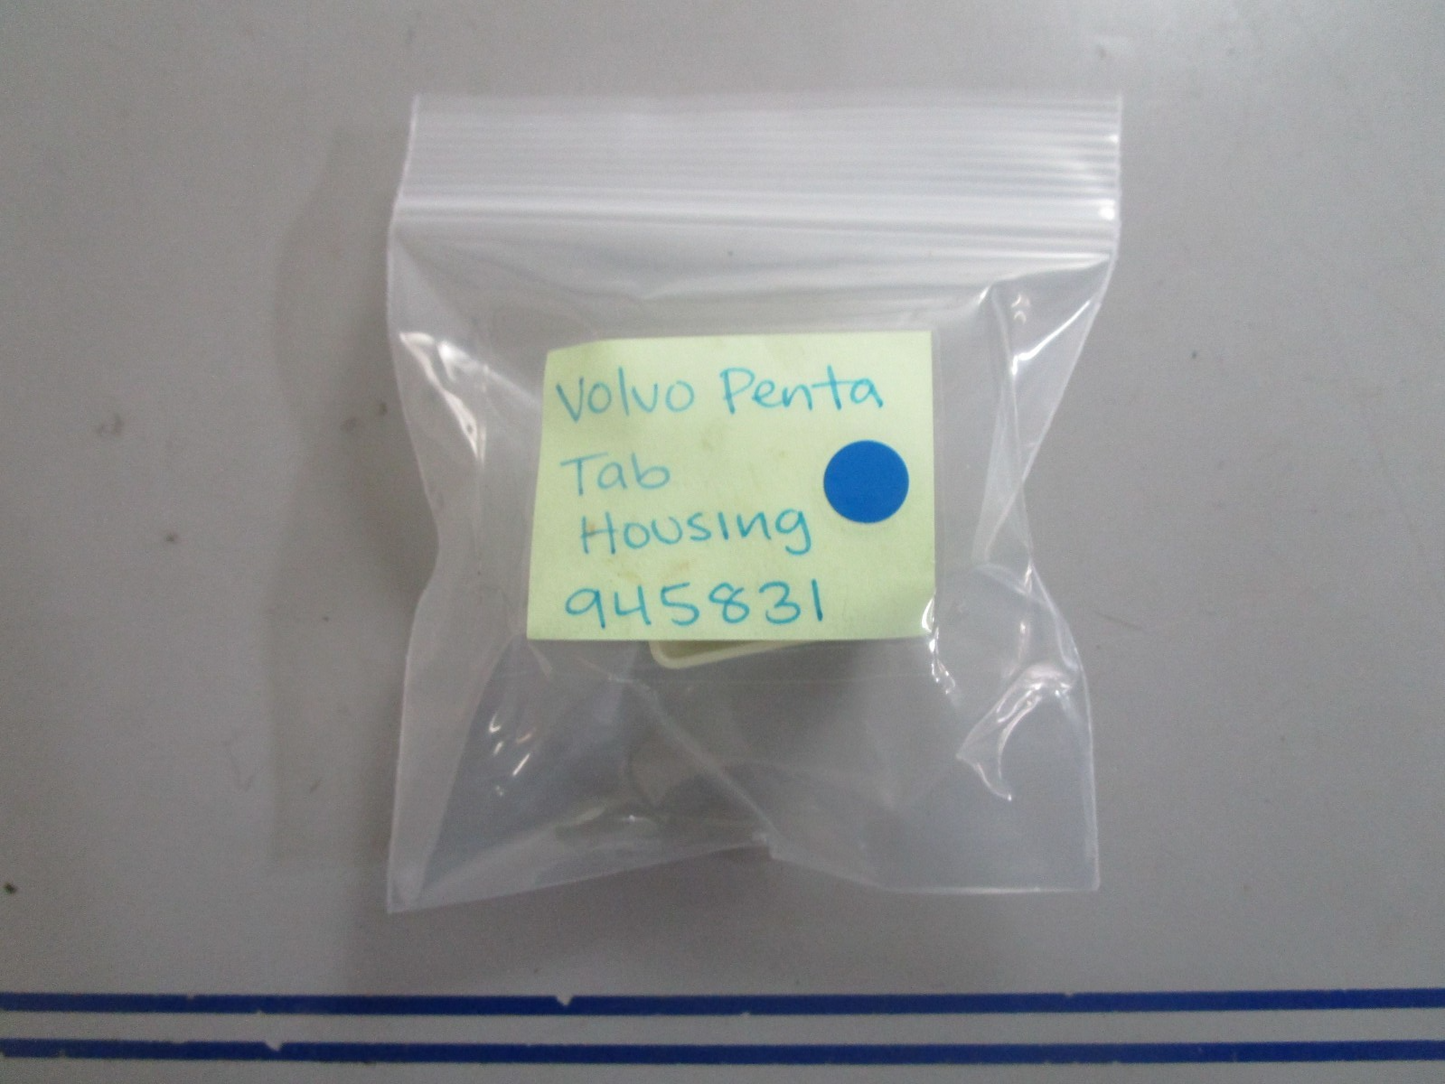 Volvo Penta
Tab
Housing
945831